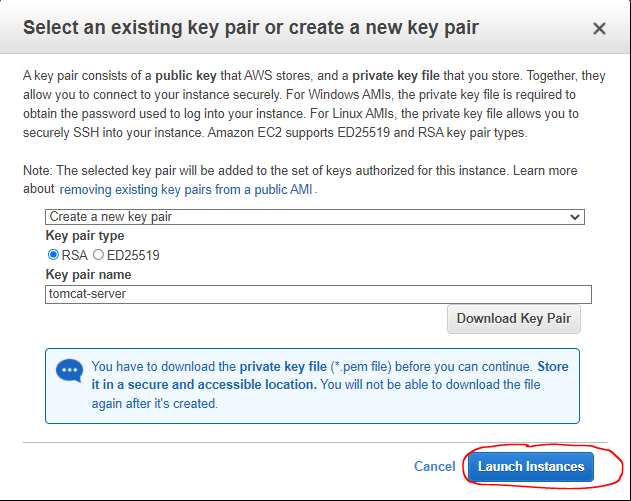 Select an existing key pair or create a new key pair
A key pair consists of a public key that AWS stores, and a private key file that you store. Together, they
allow you to connect to your instance securely. For Windows AMIs, the private key file is required to
obtain the password used to log into your instance. For Linux AMIs, the private key file allows you to
securely SSH into your instance. Amazon EC2 supports ED25519 and RSA key pair types.
Note: The selected key pair will be added to the set of keys authorized for this instance. Learn more
about removing existing key pairs from a public AMI .
Create a new key pair
Key pair type
RSA ED25519
Key pair name
tomcat-server
Download Key Pair
You have to download the private key file (*.pem file) before you can continue. Store
it in a secure and accessible location. You will not be able to download the file
again after it's created.
Cancel Launch Instances